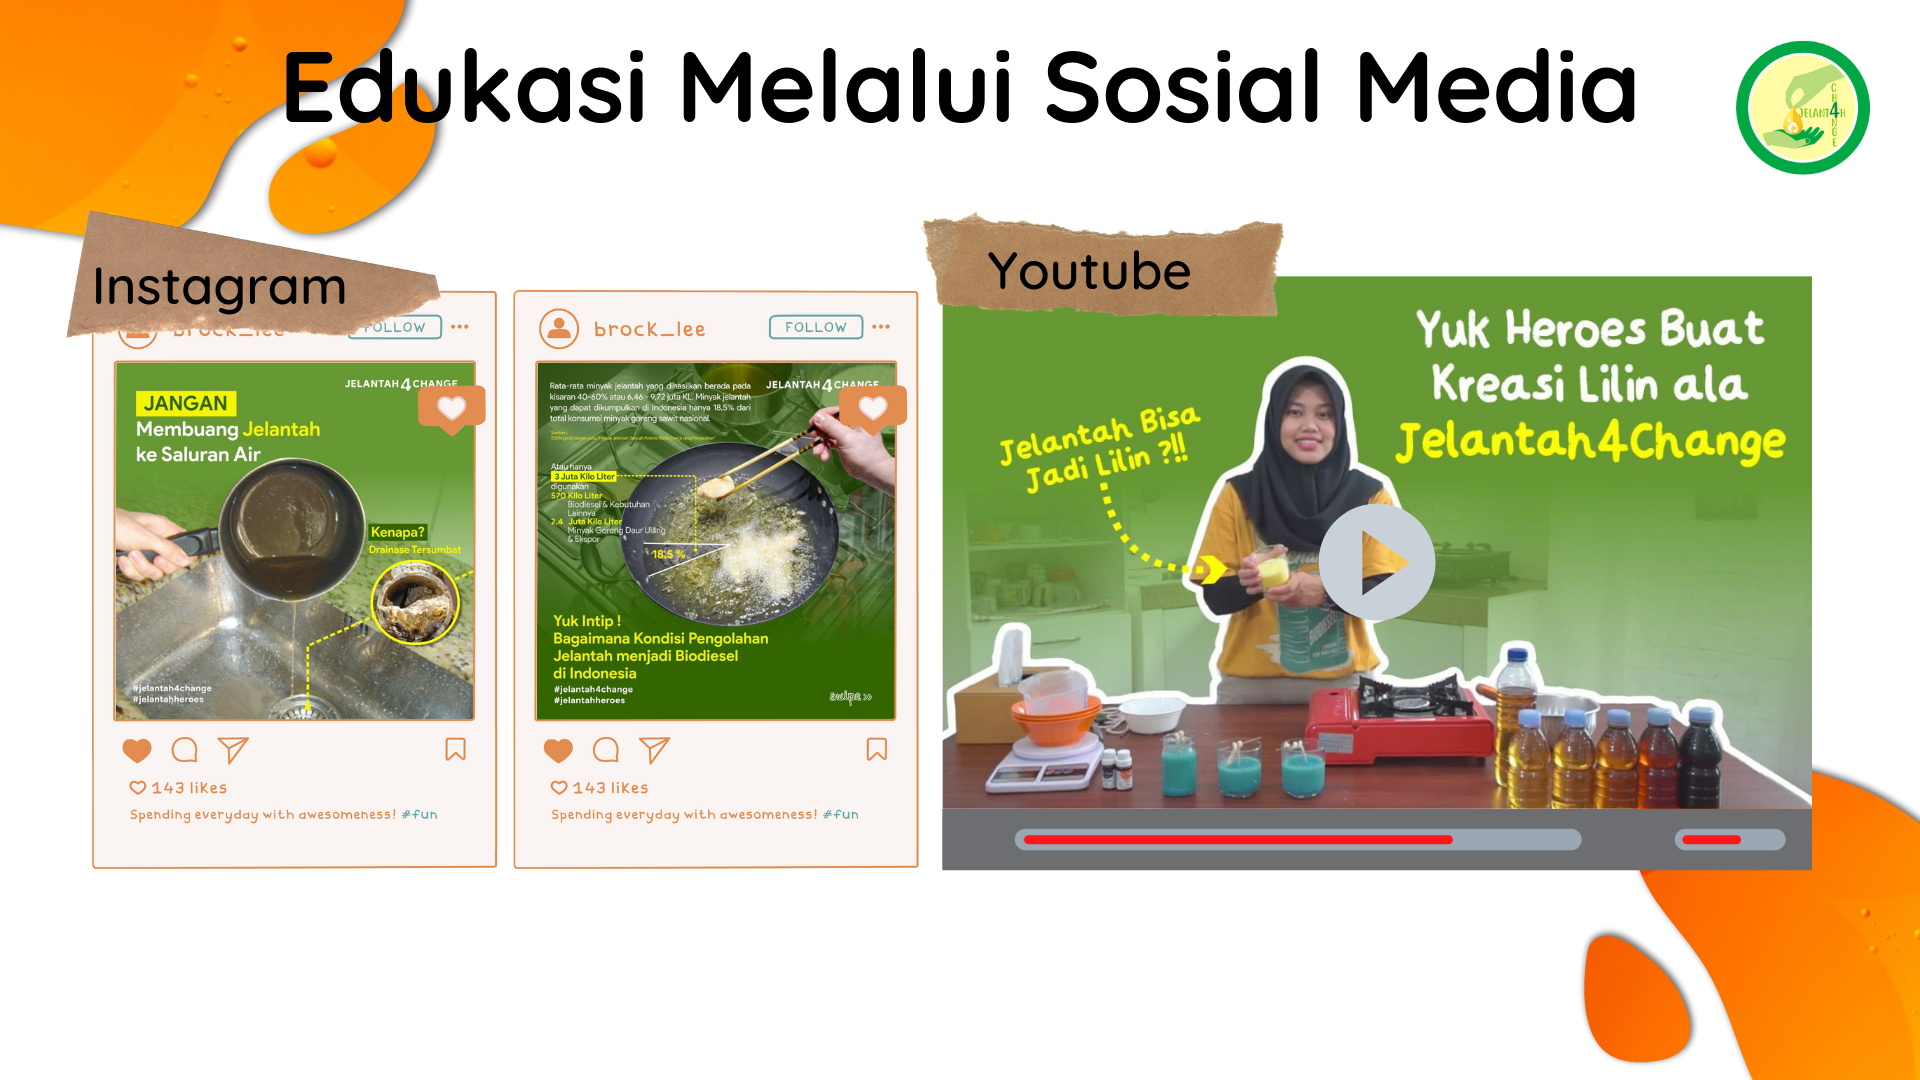 Edukasi Melalui Sosial Media
JELANT4H
CHANGE
Instagram
brock_lee
FOLLOW
JELANTAH4CHANGE
JANGAN
Membuang Jelantah
ke Saluran Air
Kenapa?
Drainase Tersumbat
#jelantah4change
#jelantahheroes
143 likes
Spending everyday with awesomeness! #fun
brock_lee
FOLLOW
JELANTAH4CHANGE
Rata-rata minyak jelantah yang dihasilkan berada pada
kisaran 40-60% atau 6,46 - 9,72 juta KL. Minyak jelantah
yang dapat dikumpulkan di Indonesia hanya 18,5% dari
total konsumsi minyak goreng sawit nasional.
Atau hanya
3 Juta Kilo Liter
digunakan
570 Kilo Liter
Biodiesel & Kebutuhan
Lainnya
2,4 Juta Kilo Liter
Minyak Goreng Daur Ulang
& Ekspor
18,5 %
Yuk Intip !
Bagaimana Kondisi Pengolahan
Jelantah menjadi Biodiesel
di Indonesia
#jelantah4change
#jelantahheroes
swipe >>
143 likes
Spending everyday with awesomeness! #fun
Youtube
Yuk Heroes Buat
Kreasi Lilin ala
Jelantah4Change
Jelantah Bisa
Jadi Lilin ?!!
BIODIESEL